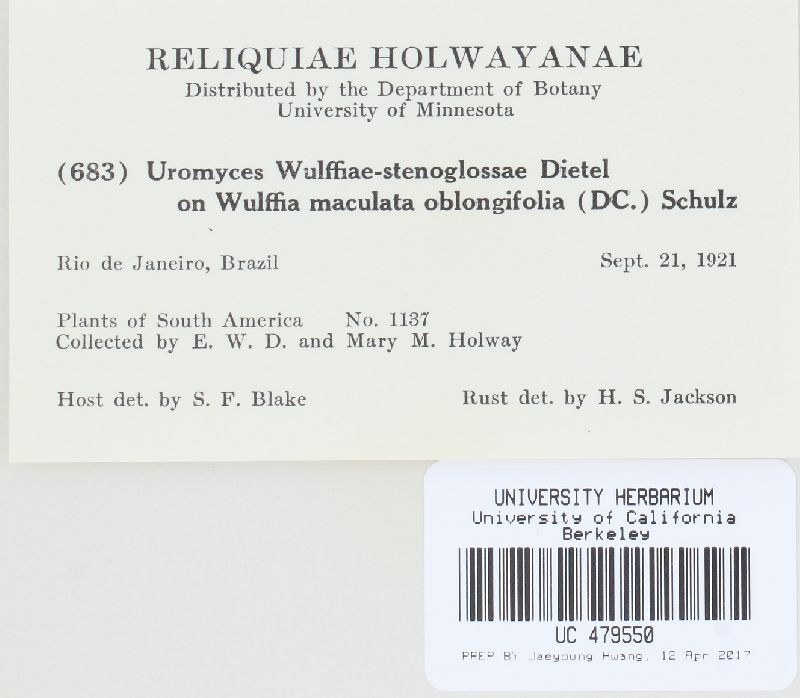 RELIQUIAE HOLWAYANAE
Distributed by the Department of Botany
University of Minnesota
(683) Uromyces Wulffiae-stenoglossae Dietel
on Wulffia maculata oblongifolia (DC.) Schulz
Rio de Janeiro, Brazil Sept. 21, 1921
Plants of South America No. 1137
Collected by E. W. D. and Mary M. Holway
Host det. by S. F. Blake Rust det. by H. S. Jackson
UNIVERSITY HERBARIUM
University of California
Berkeley
UC 479550
PREP BY Jaeyoung Hwang, 12 Apr 2017